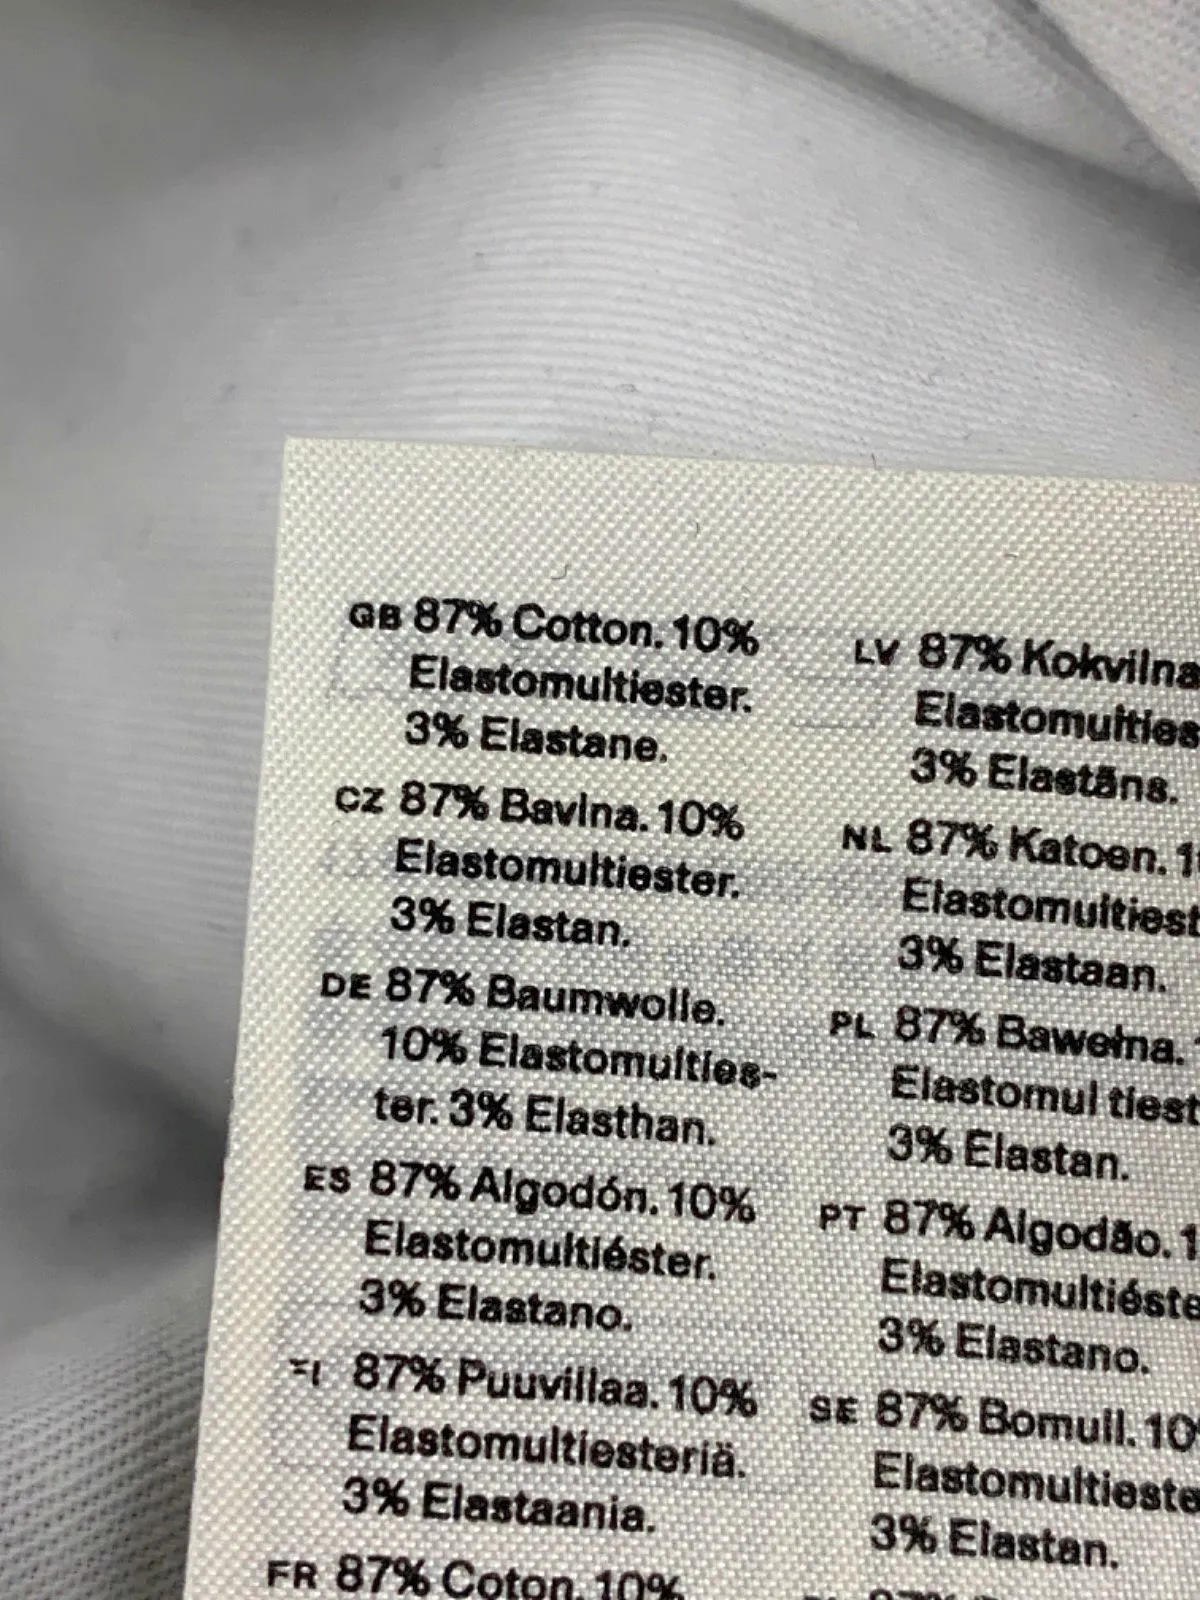 GB 87% Cotton. 10%
Elastomultiester.
3% Elastane.
CZ 87% Bavlna. 10%
Elastomultiester.
3% Elastan.
DE 87% Baumwolle.
10% Elastomulties-
ter. 3% Elasthan.
ES 87% Algodón. 10%
Elastomultiéster.
3% Elastano.
FI 87% Puuvillaa. 10%
Elastomultiesteriä.
3% Elastaania.
FR 87% Coton. 10%
LV 87% Kokvilna
Elastomulties
3% Elastāns.
NL 87% Katoen. 1
Elastomultiest
3% Elastaan.
PL 87% Bawełna.
Elastomul tiest
3% Elastan.
PT 87% Algodão. 1
Elastomultiéste
3% Elastano.
SE 87% Bomull. 10
Elastomultieste
3% Elastan.